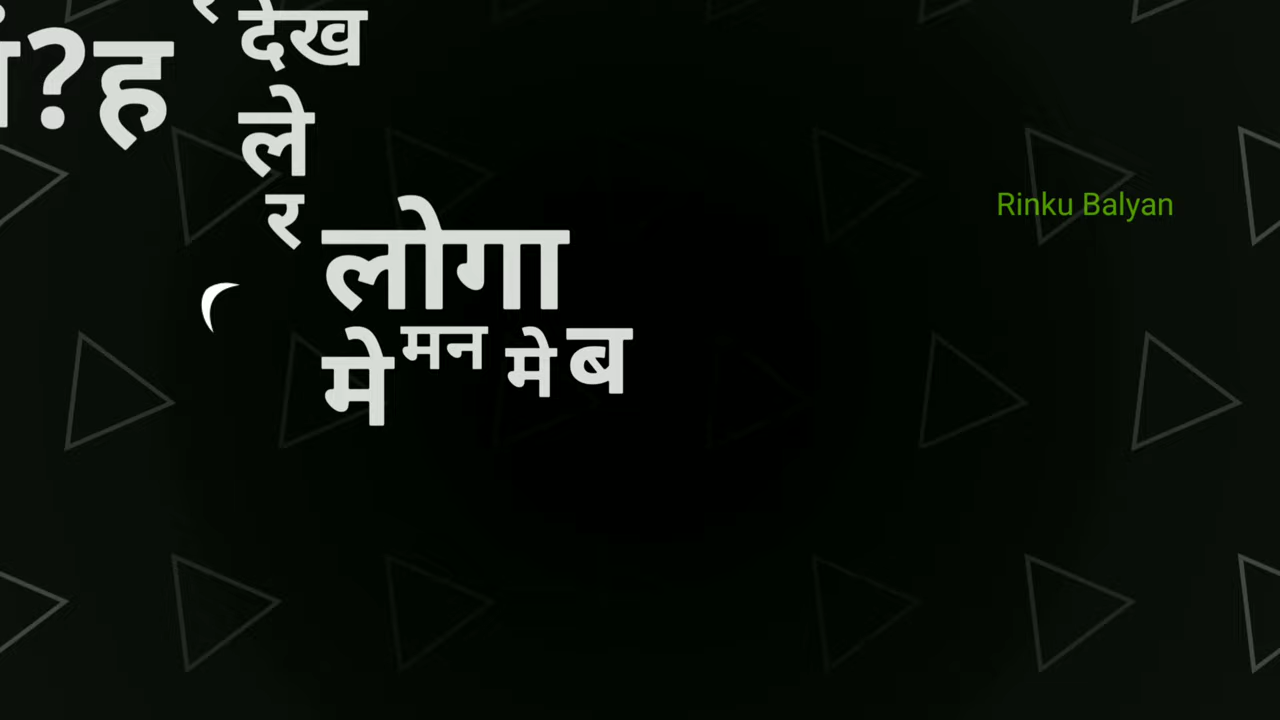 देख
?ह
ले
र
Rinku Balyan
लोगा
मे मन मे ब